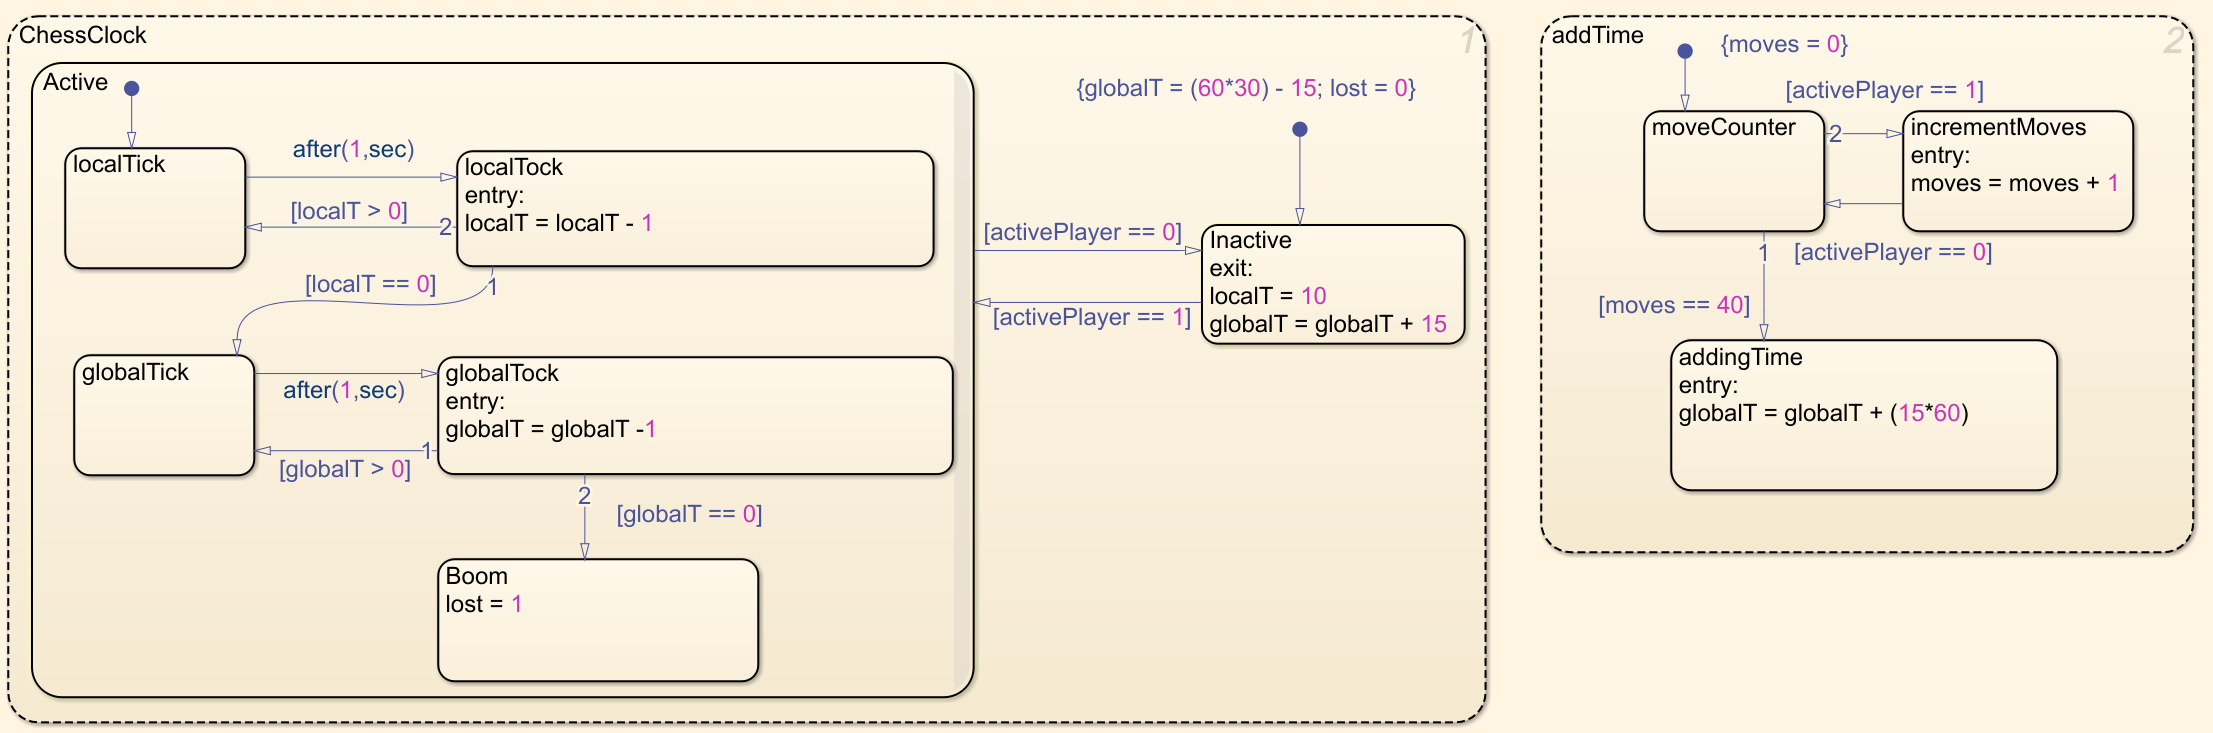 ChessClock
1
Active
{globalT = (60*30) - 15; lost = 0}
localTick
after(1,sec)
localTock
entry:
localT = localT - 1
[localT > 0]
2
[localT == 0]
1
[activePlayer == 0]
Inactive
exit:
localT = 10
globalT = globalT + 15
[activePlayer == 1]
globalTick
after(1,sec)
globalTock
entry:
globalT = globalT -1
1
[globalT > 0]
2
[globalT == 0]
Boom
lost = 1
addTime
{moves = 0}
2
[activePlayer == 1]
moveCounter
2
incrementMoves
entry:
moves = moves + 1
1
[activePlayer == 0]
[moves == 40]
addingTime
entry:
globalT = globalT + (15*60)